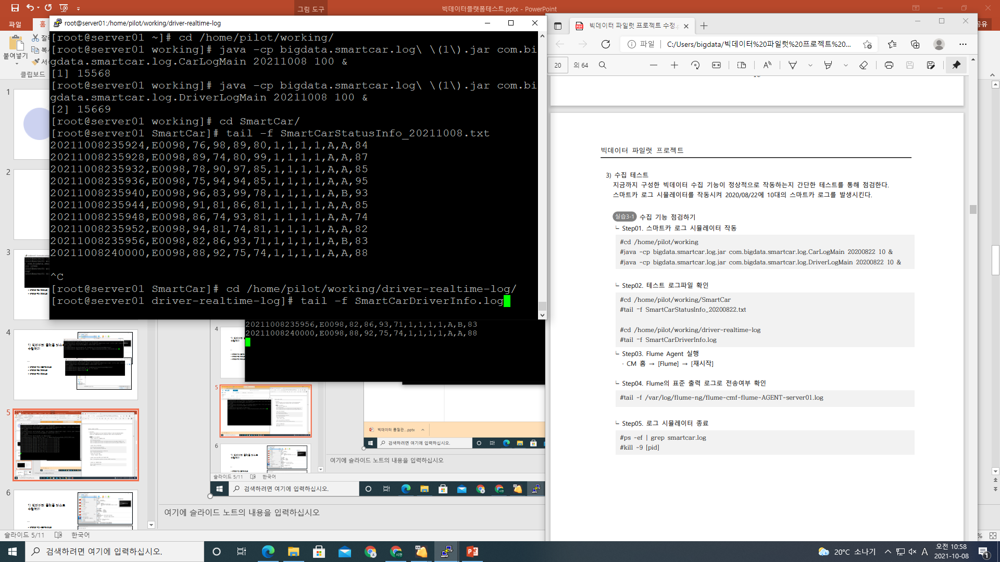 그림 도구
빅데이터플랫폼테스트.pptx - PowerPoint
파일
홈
붙여넣기
클립보드
root@server01:/home/pilot/working/driver-realtime-log
[root@server01 ~]# cd /home/pilot/working/
[root@server01 working]# java -cp bigdata.smartcar.log\ \(1\).jar com.bi
gdata.smartcar.log.CarLogMain 20211008 100 &
[1] 15568
[root@server01 working]# java -cp bigdata.smartcar.log\ \(1\).jar com.bi
gdata.smartcar.log.DriverLogMain 20211008 100 &
[2] 15669
[root@server01 working]# cd SmartCar/
[root@server01 SmartCar]# tail -f SmartCarStatusInfo_20211008.txt
20211008235924,E0098,76,98,89,80,1,1,1,1,A,A,84
20211008235928,E0098,89,74,80,99,1,1,1,1,A,A,87
20211008235932,E0098,78,90,97,85,1,1,1,1,A,A,85
20211008235936,E0098,75,94,94,85,1,1,1,1,A,A,95
20211008235940,E0098,96,83,99,78,1,1,1,1,A,B,93
20211008235944,E0098,91,81,86,81,1,1,1,1,A,A,85
20211008235948,E0098,86,74,93,81,1,1,1,1,A,A,74
20211008235952,E0098,94,81,74,81,1,1,1,1,A,A,82
20211008235956,E0098,82,86,93,71,1,1,1,1,A,B,83
20211008240000,E0098,88,92,75,74,1,1,1,1,A,A,88
^C
[root@server01 SmartCar]# cd /home/pilot/working/driver-realtime-log/
[root@server01 driver-realtime-log]# tail -f SmartCarDriverInfo.log
20211008235956,E0098,82,86,93,71,1,1,1,1,A,B,83
20211008240000,E0098,88,92,75,74,1,1,1,1,A,A,88
1
2
3
4
5
6
4
5
6
빅데이터 품질관...pptx
검색하려면 여기에 입력하십시오.
여기에 슬라이드 노트의 내용을 입력하십시오
슬라이드 5/11
한국어
검색하려면 여기에 입력하십시오.
여기에 슬라이드 노트의 내용을 입력하십시오
슬라이드 5/11
한국어
빅데이터 파일럿 프로젝트 수정.
파일
C:/Users/bigdata/빅데이터%20파일럿%20프로젝트%20...
20
의 64
빅데이터 파일럿 프로젝트
3) 수집 테스트
지금까지 구성한 빅데이터 수집 기능이 정상적으로 작동하는지 간단한 테스트를 통해 점검한다.
스마트카 로그 시뮬레이터를 작동시켜 2020/08/22에 10대의 스마트카 로그를 발생시킨다.
실습3-1 수집 기능 점검하기
ㄴ Step01. 스마트카 로그 시뮬레이터 작동
#cd /home/pilot/working
#java -cp bigdata.smartcar.log.jar com.bigdata.smartcar.log.CarLogMain 20200822 10 &
#java -cp bigdata.smartcar.log.jar com.bigdata.smartcar.log.DriverLogMain 20200822 10 &
ㄴ Step02. 테스트 로그파일 확인
#cd /home/pilot/working/SmartCar
#tail -f SmartCarStatusInfo_20200822.txt
#cd /home/pilot/working/driver-realtime-log
#tail -f SmartCarDriverInfo.log
ㄴ Step03. Flume Agent 실행
· CM 홈 → [Flume] → [재시작]
ㄴ Step04. Flume의 표준 출력 로그로 전송여부 확인
#tail -f /var/log/flume-ng/flume-cmf-flume-AGENT-server01.log
ㄴ Step05. 로그 시뮬레이터 종료
#ps -ef | grep smartcar.log
#kill -9 [pid]
검색하려면 여기에 입력하십시오.
20°C 소나기
A
오전 10:58
2021-10-08
1